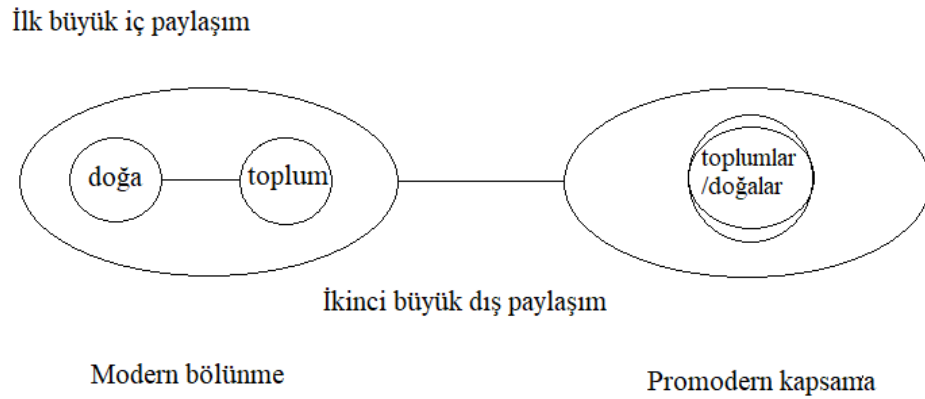 İlk büyük iç paylaşım
doğa
toplum
toplumlar
/doğalar
İkinci büyük dış paylaşım
Modern bölünme
Promodern kapsama